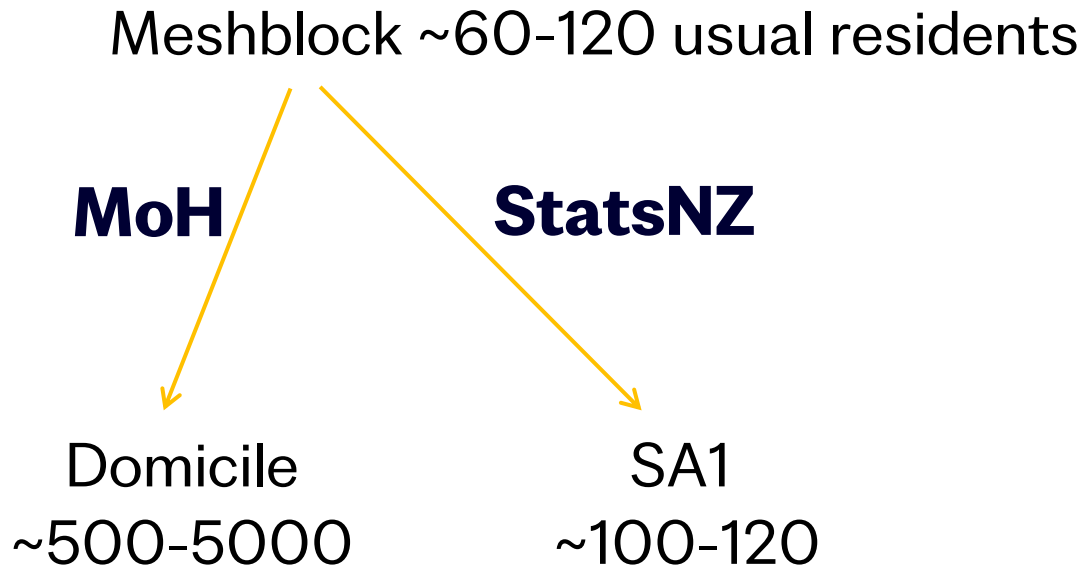 Meshblock ~60-120 usual residents
MoH
StatsNZ
Domicile
~500-5000
SA1
~100-120